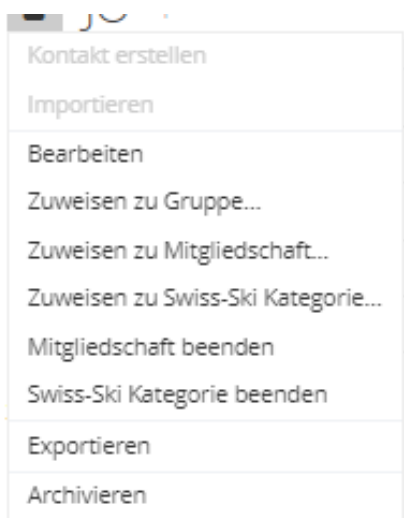 Kontakt erstellen
Importieren
Bearbeiten
Zuweisen zu Gruppe...
Zuweisen zu Mitgliedschaft...
Zuweisen zu Swiss-Ski Kategorie...
Mitgliedschaft beenden
Swiss-Ski Kategorie beenden
Exportieren
Archivieren